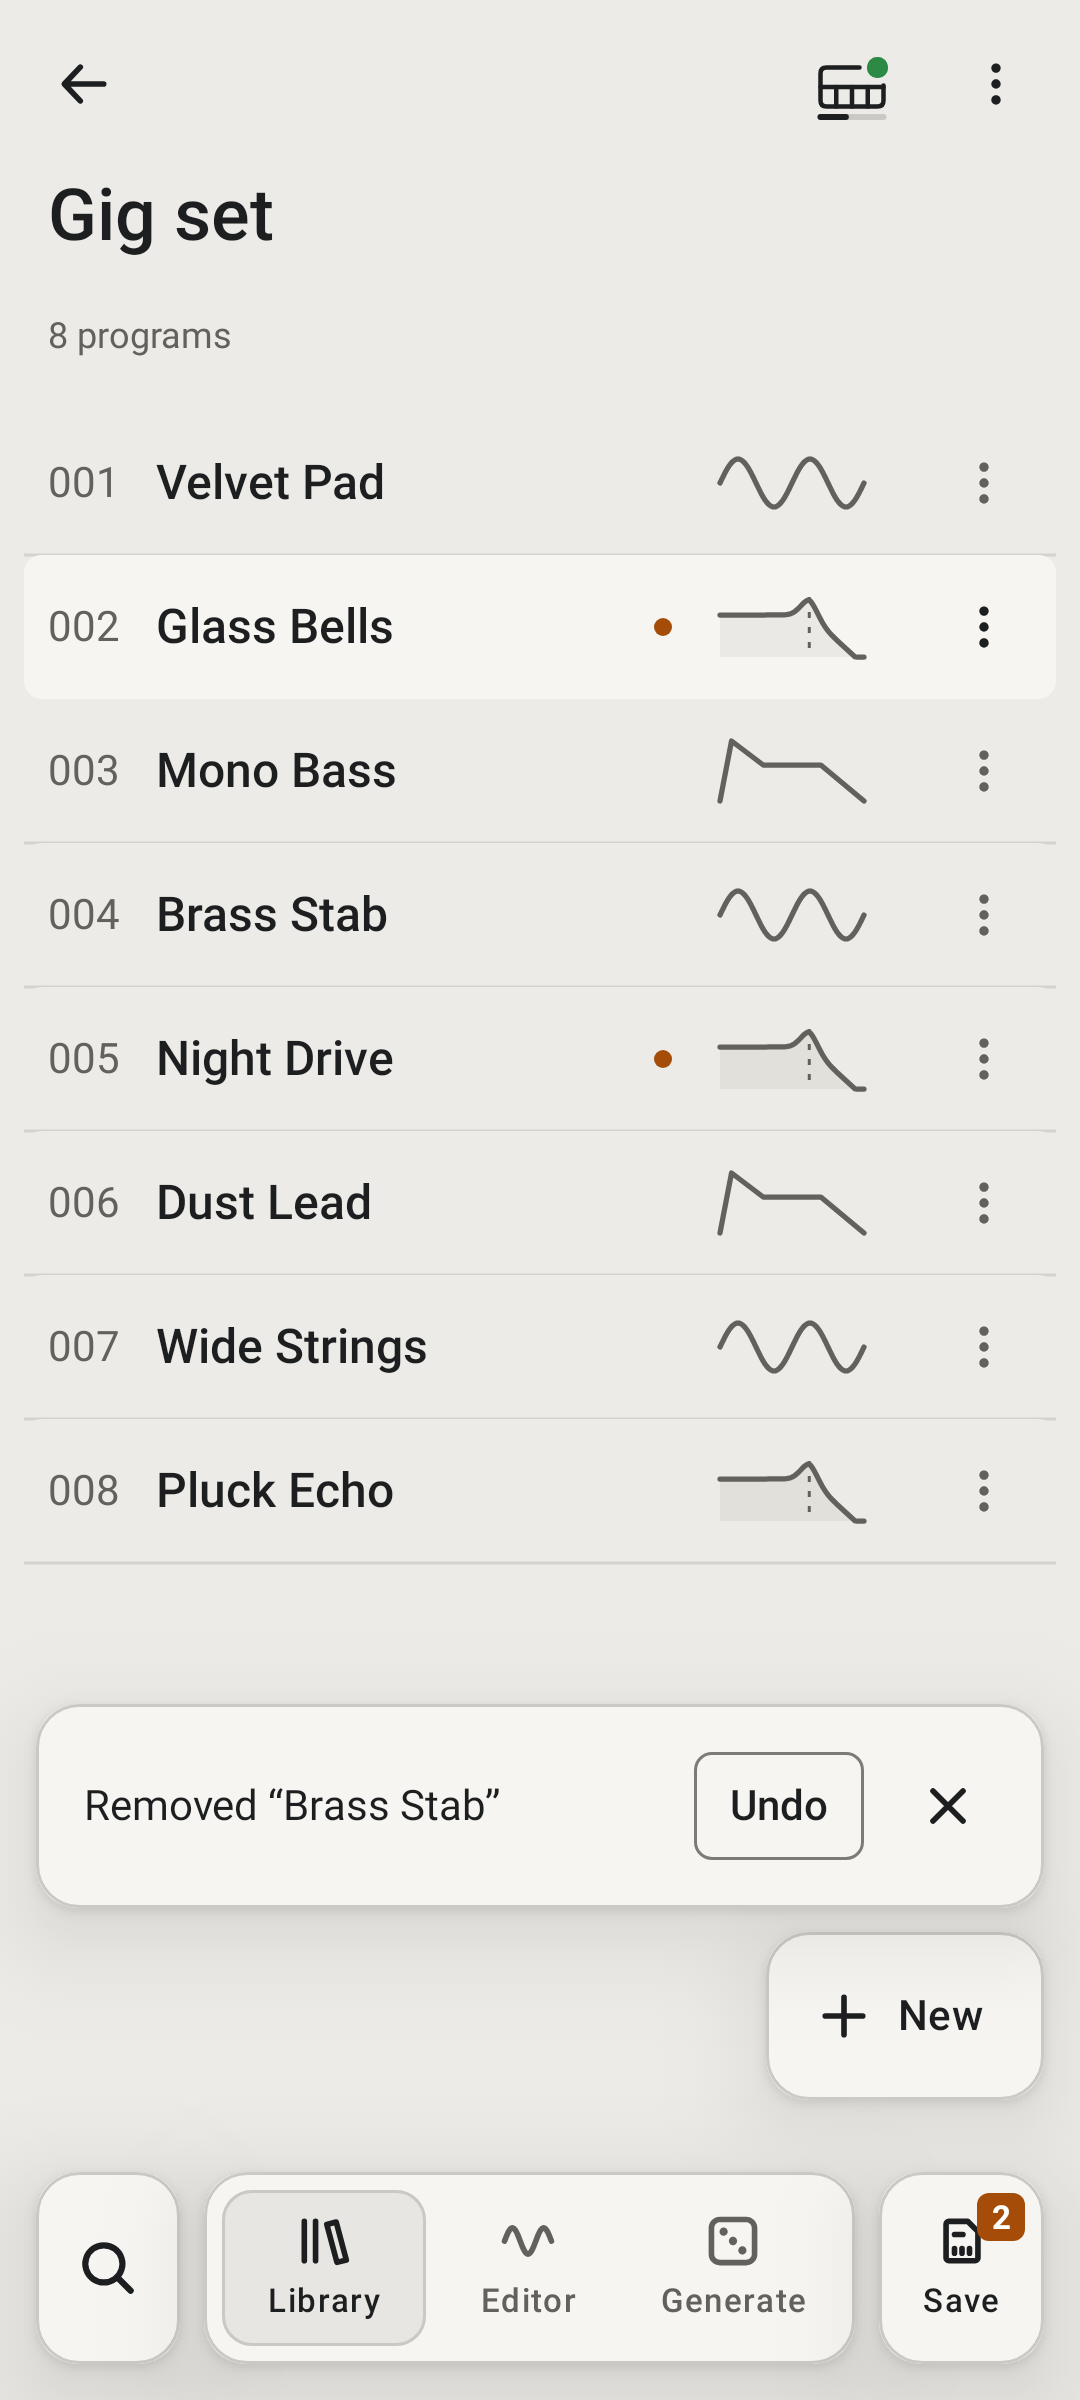 Gig set
8 programs
001 Velvet Pad
002 Glass Bells
003 Mono Bass
004 Brass Stab
005 Night Drive
006 Dust Lead
007 Wide Strings
008 Pluck Echo
Removed “Brass Stab” Undo
New
2
Library Editor Generate Save